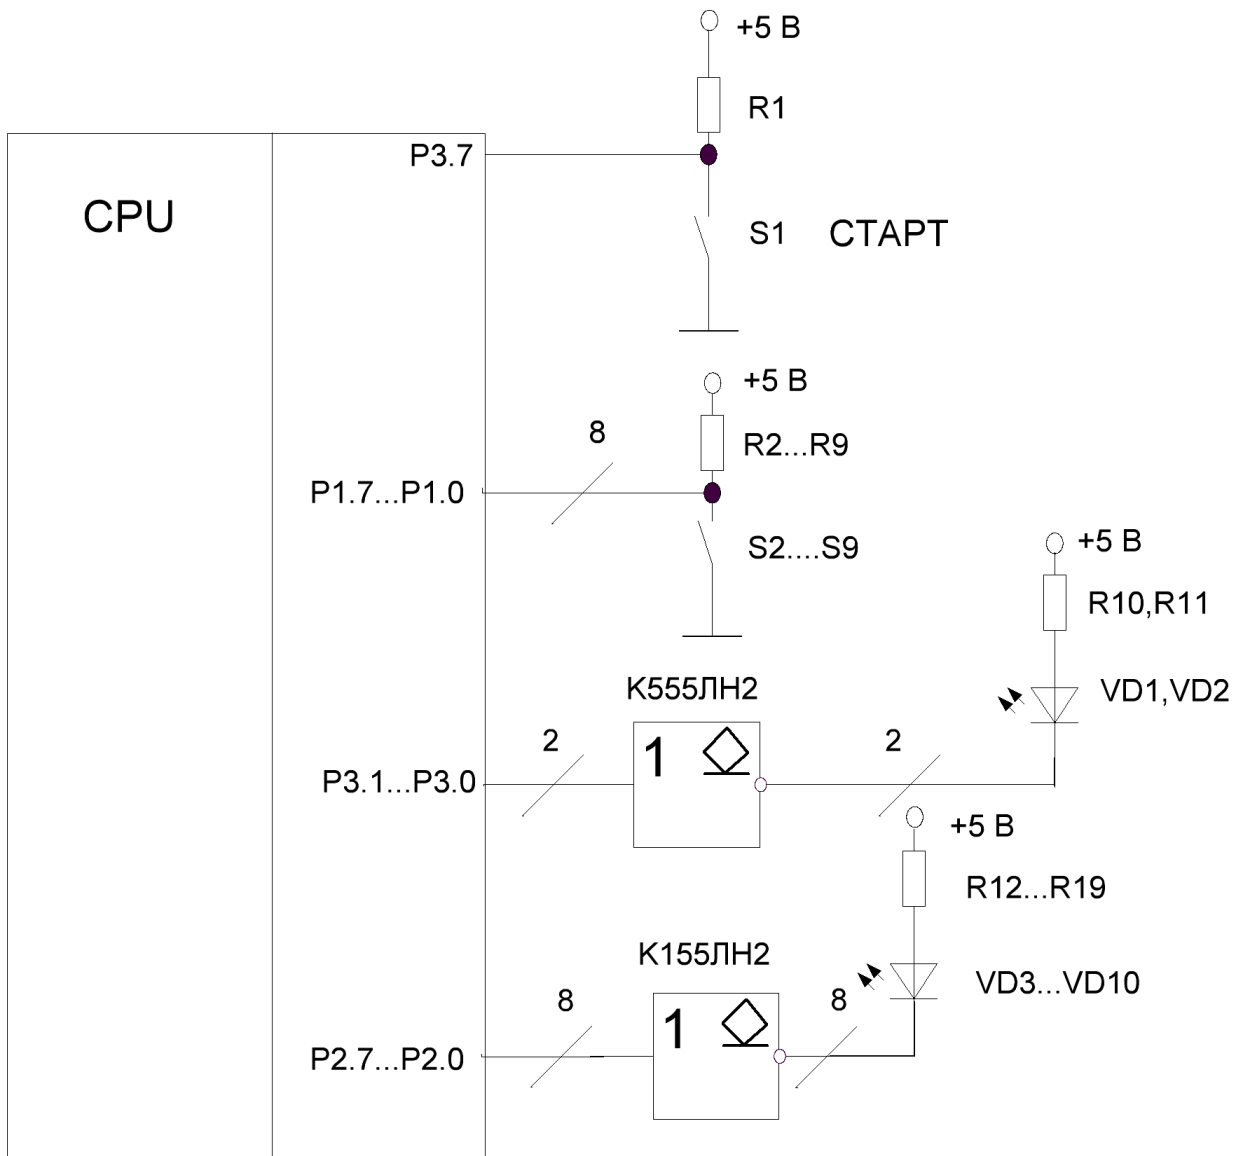 +5 В
R1
P3.7
CPU
S1 СТАРТ
+5 В
8
R2...R9
P1.7...P1.0
S2....S9
+5 В
R10,R11
К555ЛН2
VD1,VD2
2
2
1
P3.1...P3.0
+5 В
R12...R19
К155ЛН2
VD3...VD10
8
8
1
P2.7...P2.0